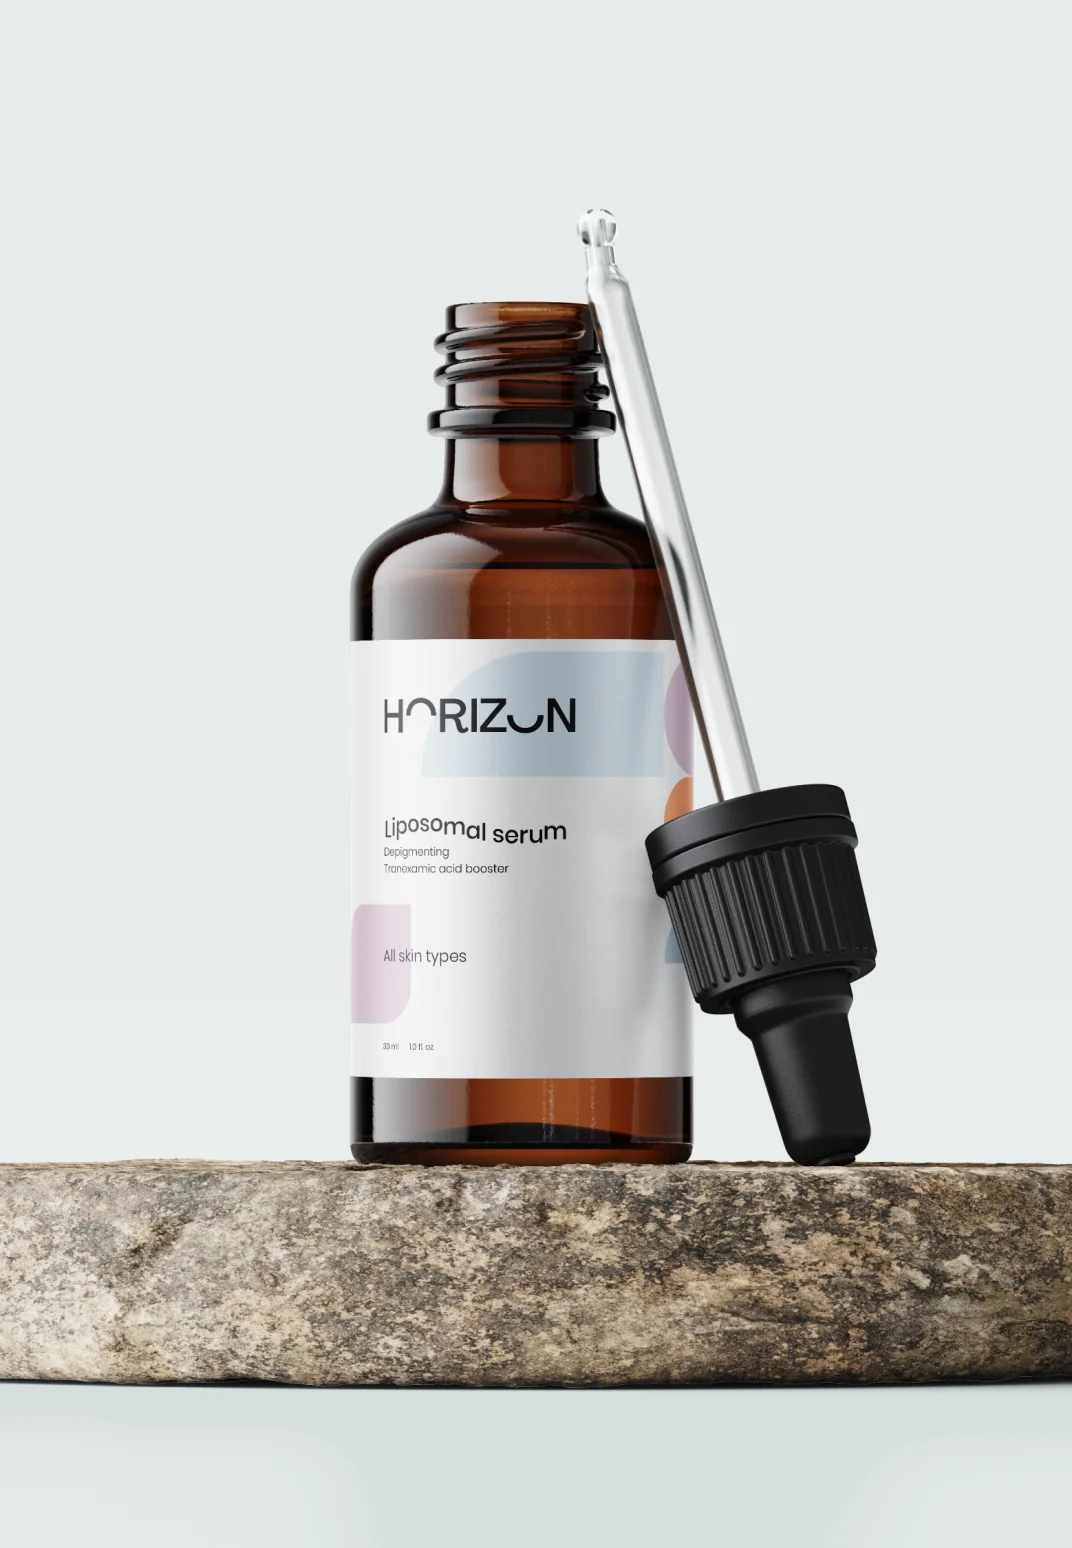 HORIZON
Liposomal serum
Depigmenting
Tranexamic acid booster
All skin types
30 ml 1.0 fl. oz